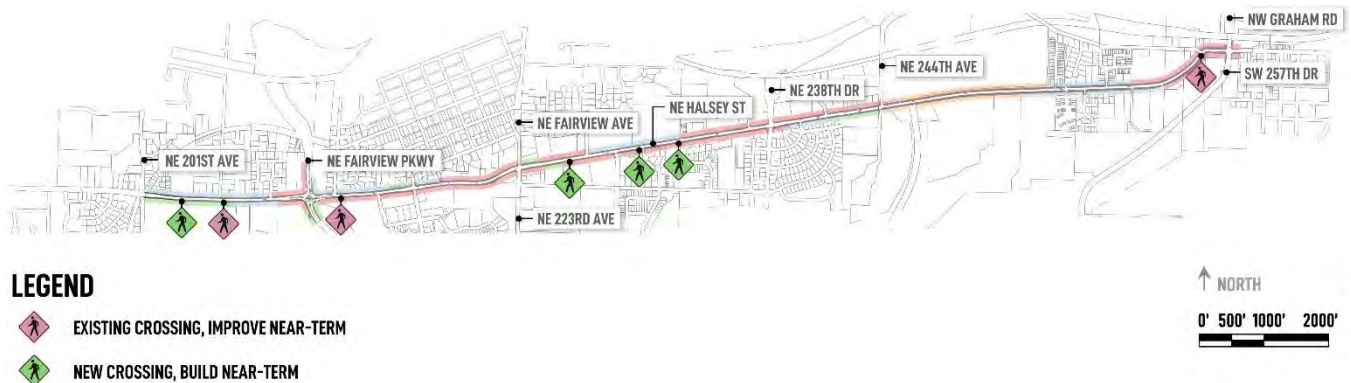 NW GRAHAM RD
NE 244TH AVE
SW 257TH DR
NE 238TH DR
NE HALSEY ST
NE FAIRVIEW AVE
NE 201ST AVE
NE FAIRVIEW PKWY
NE 223RD AVE
LEGEND
EXISTING CROSSING, IMPROVE NEAR-TERM
NEW CROSSING, BUILD NEAR-TERM
NORTH
0' 500' 1000' 2000'